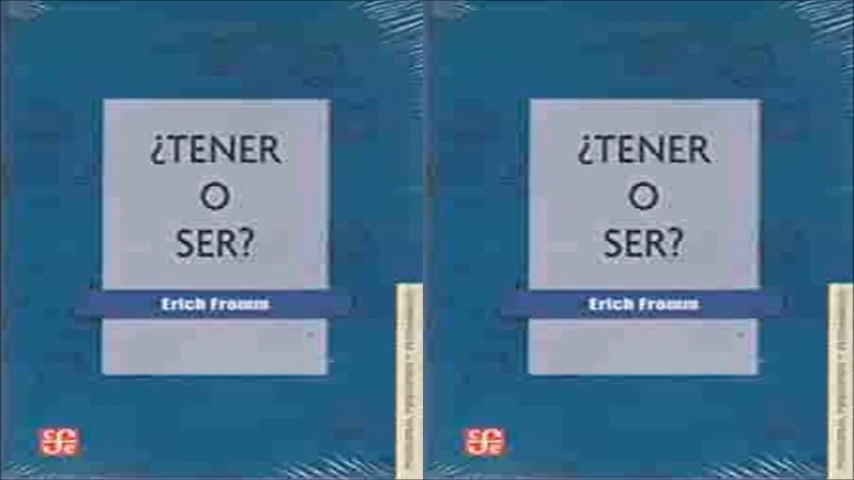 ¿TENER
O
SER?
Erich Fromm
¿TENER
O
SER?
Erich Fromm